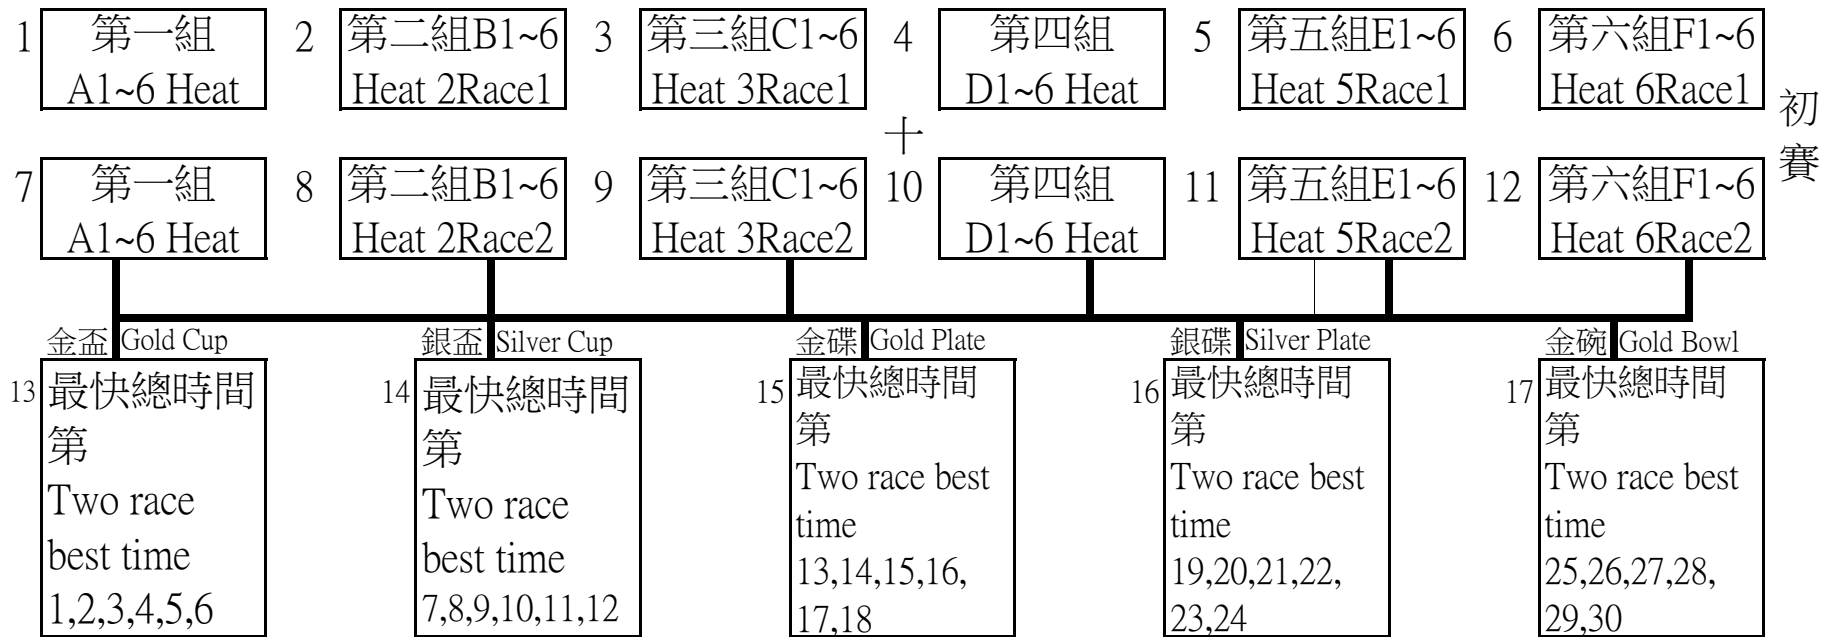 1 第一組 2 第二組B1~6 3 第三組C1~6 4 第四組 5 第五組E1~6 6 第六組F1~6
A1~6 Heat Heat 2Race1 Heat 3Race1 D1~6 Heat Heat 5Race1 Heat 6Race1
初賽
十
7 第一組 8 第二組B1~6 9 第三組C1~6 10 第四組 11 第五組E1~6 12 第六組F1~6
A1~6 Heat Heat 2Race2 Heat 3Race2 D1~6 Heat Heat 5Race2 Heat 6Race2
金盃 Gold Cup
13 最快總時間
第
Two race
best time
1,2,3,4,5,6
銀盃 Silver Cup
14 最快總時間
第
Two race
best time
7,8,9,10,11,12
金碟 Gold Plate
15 最快總時間
第
Two race best
time
13,14,15,16,
17,18
銀碟 Silver Plate
16 最快總時間
第
Two race best
time
19,20,21,22,
23,24
金碗 Gold Bowl
17 最快總時間
第
Two race best
time
25,26,27,28,
29,30